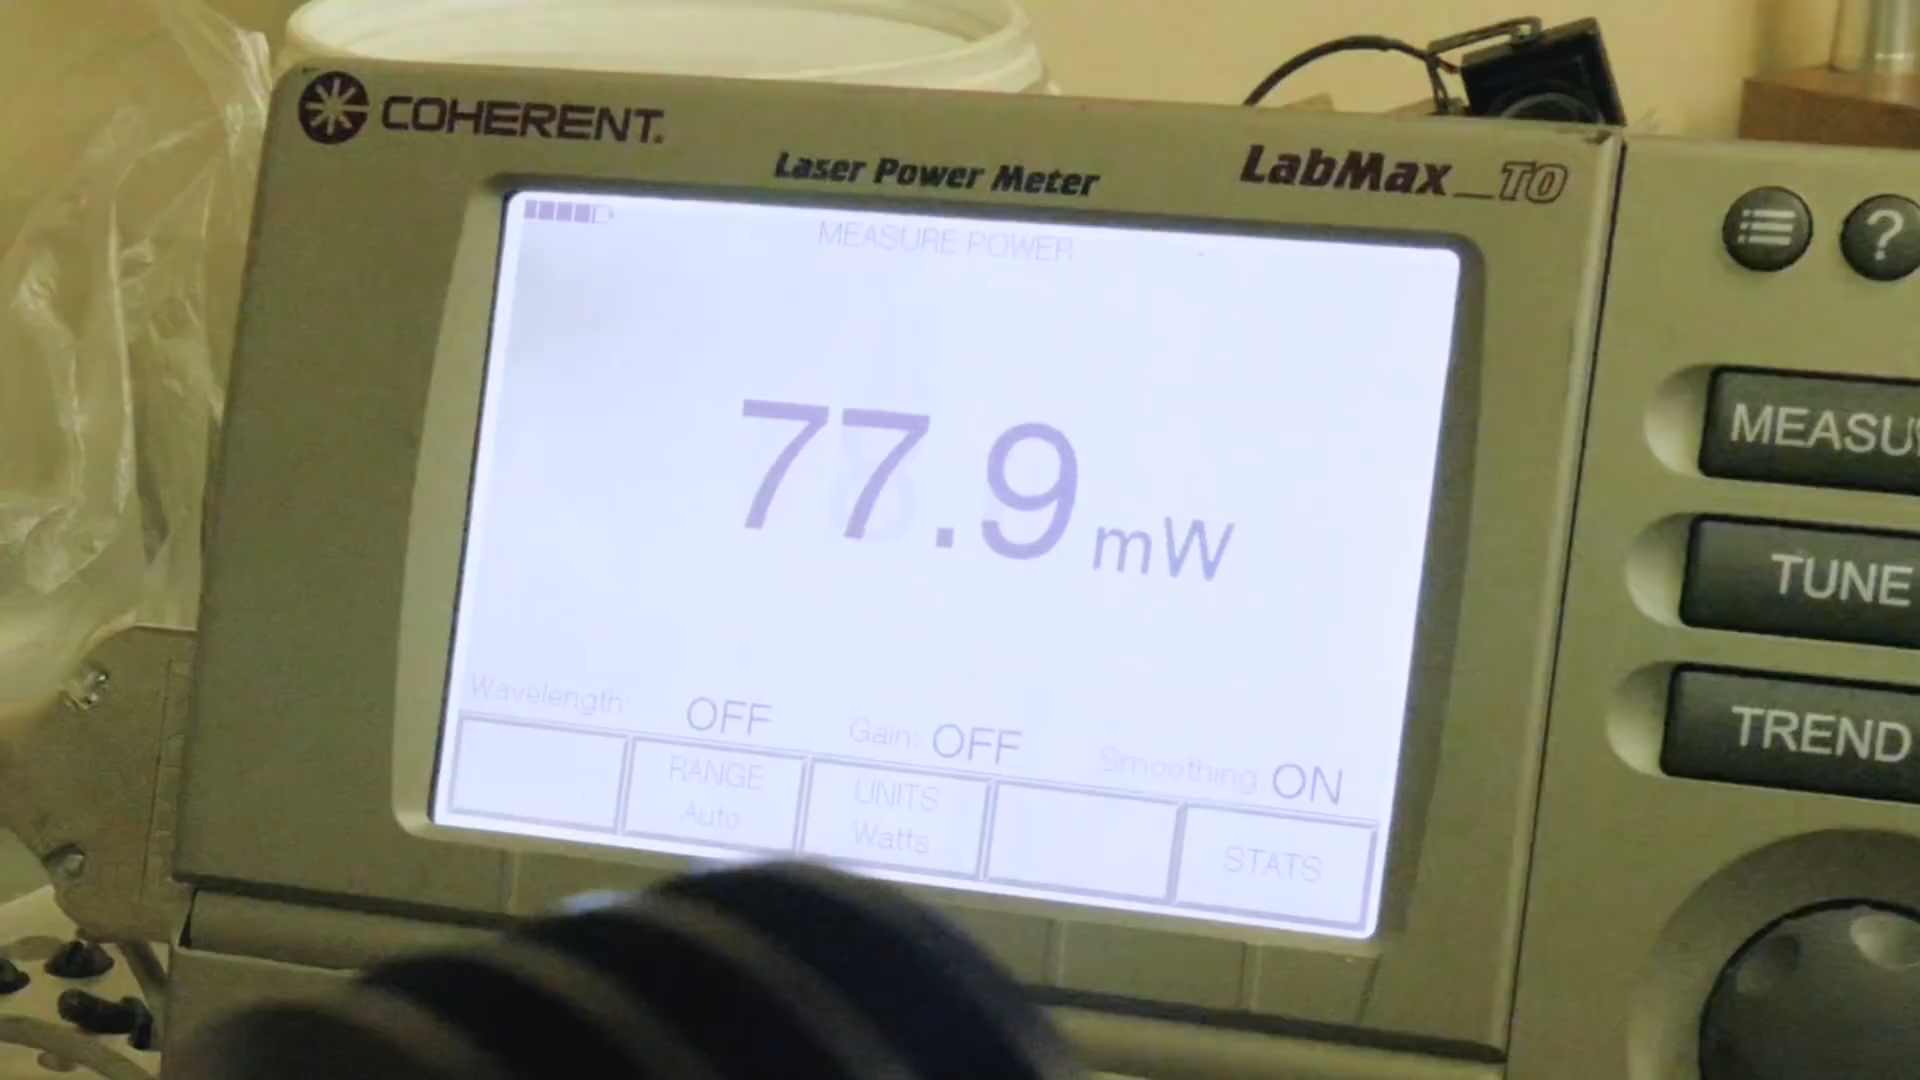 COHERENT.
Laser Power Meter
LabMax_TO
?
MEASURE POWER
77.9 mW
Wavelength: OFF Gain: OFF Smoothing ON
RANGE
Auto
UNITS
Watts
STATS
MEASU
TUNE
TREND